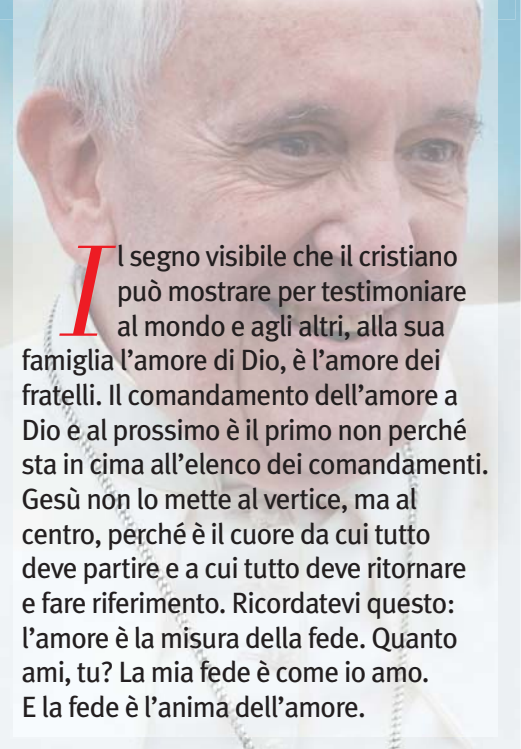 Il segno visibile che il cristiano
può mostrare per testimoniare
al mondo e agli altri, alla sua
famiglia l’amore di Dio, è l’amore dei
fratelli. Il comandamento dell’amore a
Dio e al prossimo è il primo non perché
sta in cima all’elenco dei comandamenti.
Gesù non lo mette al vertice, ma al
centro, perché è il cuore da cui tutto
deve partire e a cui tutto deve ritornare
e fare riferimento. Ricordatevi questo:
l’amore è la misura della fede. Quanto
ami, tu? La mia fede è come io amo.
E la fede è l’anima dell’amore.